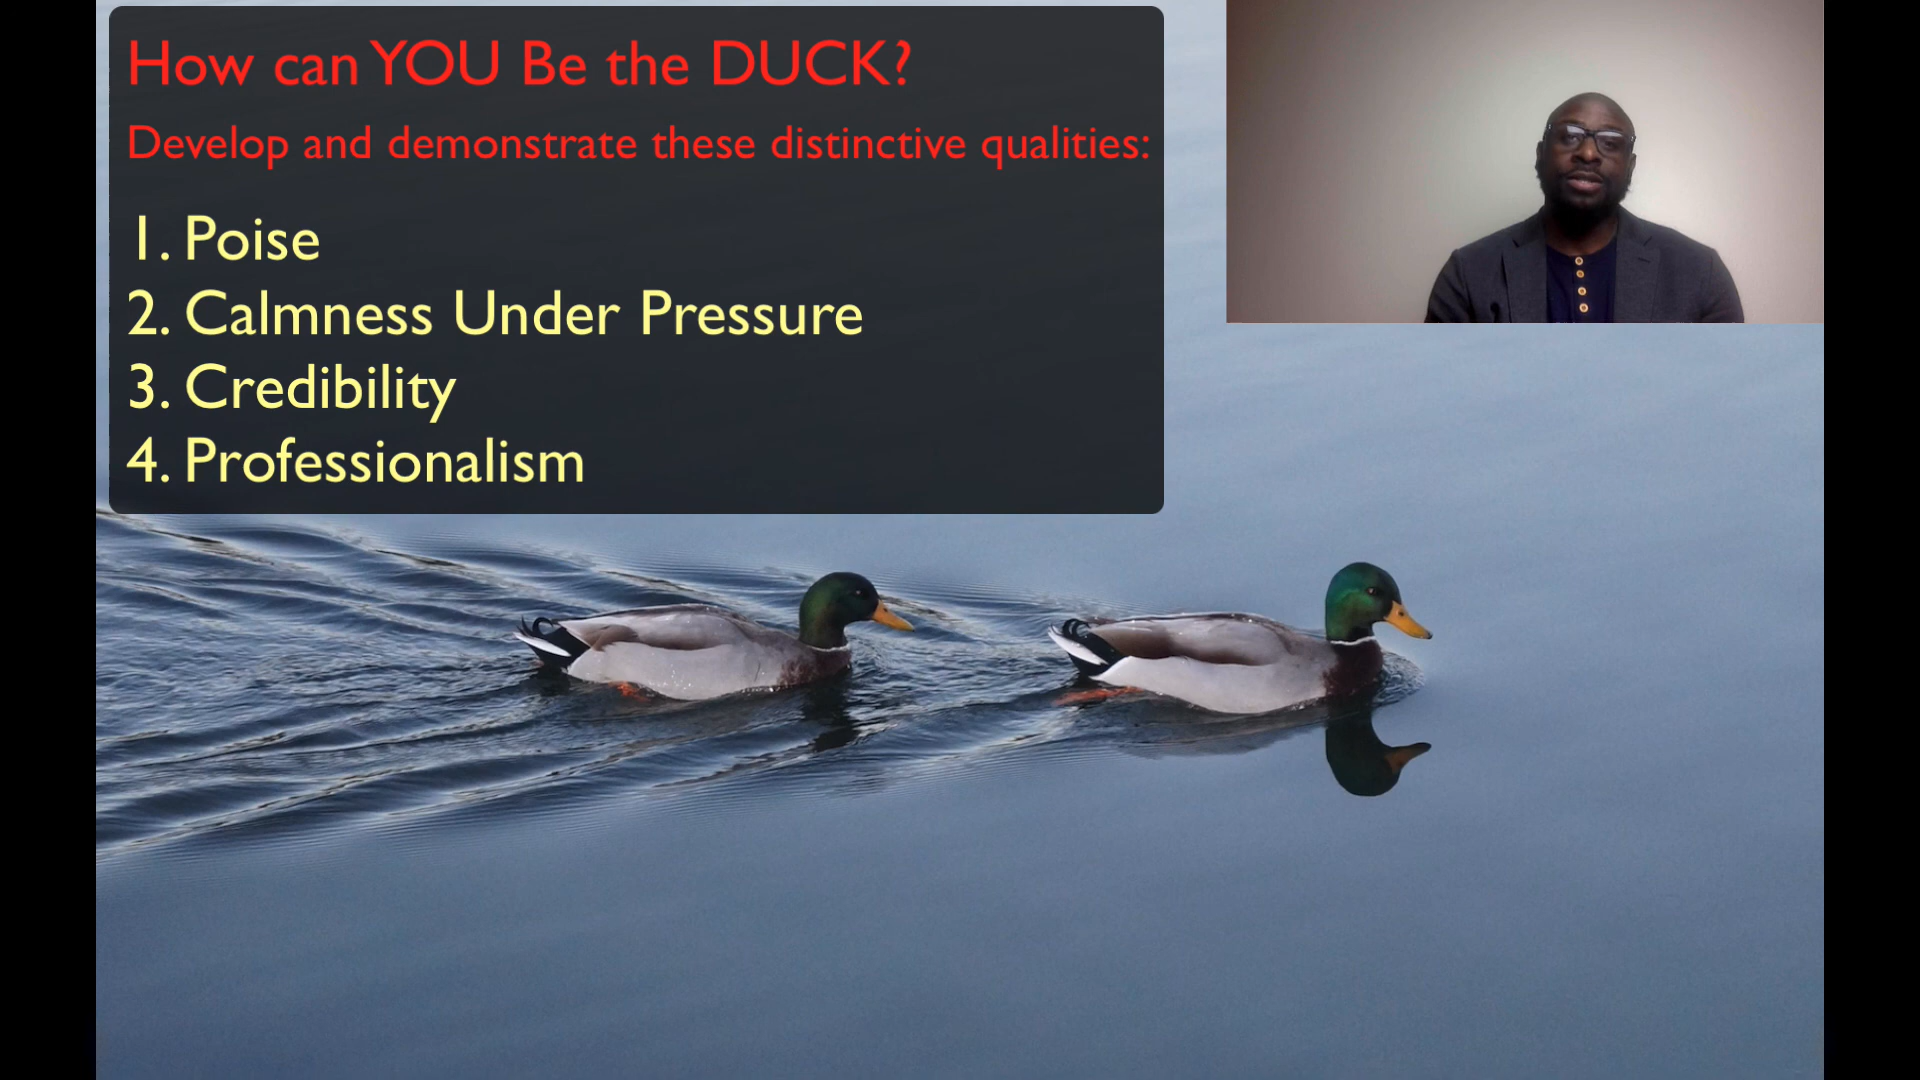 How can YOU Be the DUCK?
Develop and demonstrate these distinctive qualities:
1. Poise
2. Calmness Under Pressure
3. Credibility
4. Professionalism